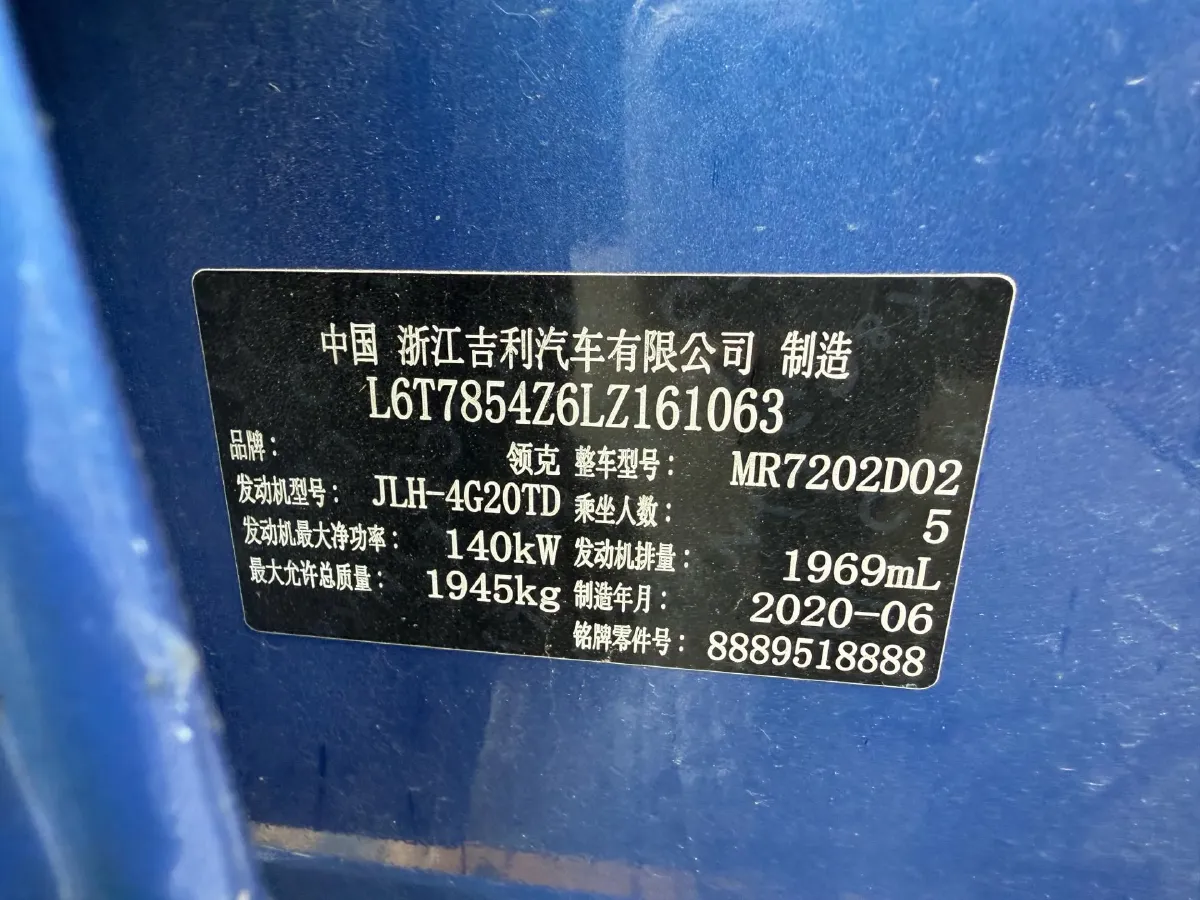 中国 浙江吉利汽车有限公司 制造
L6T7854Z6LZ161063
品牌： 领克 整车型号： MR7202D02
发动机型号： JLH-4G20TD 乘坐人数： 5
发动机最大净功率： 140kW 发动机排量： 1969mL
最大允许总质量： 1945kg 制造年月： 2020-06
铭牌零件号： 8889518888